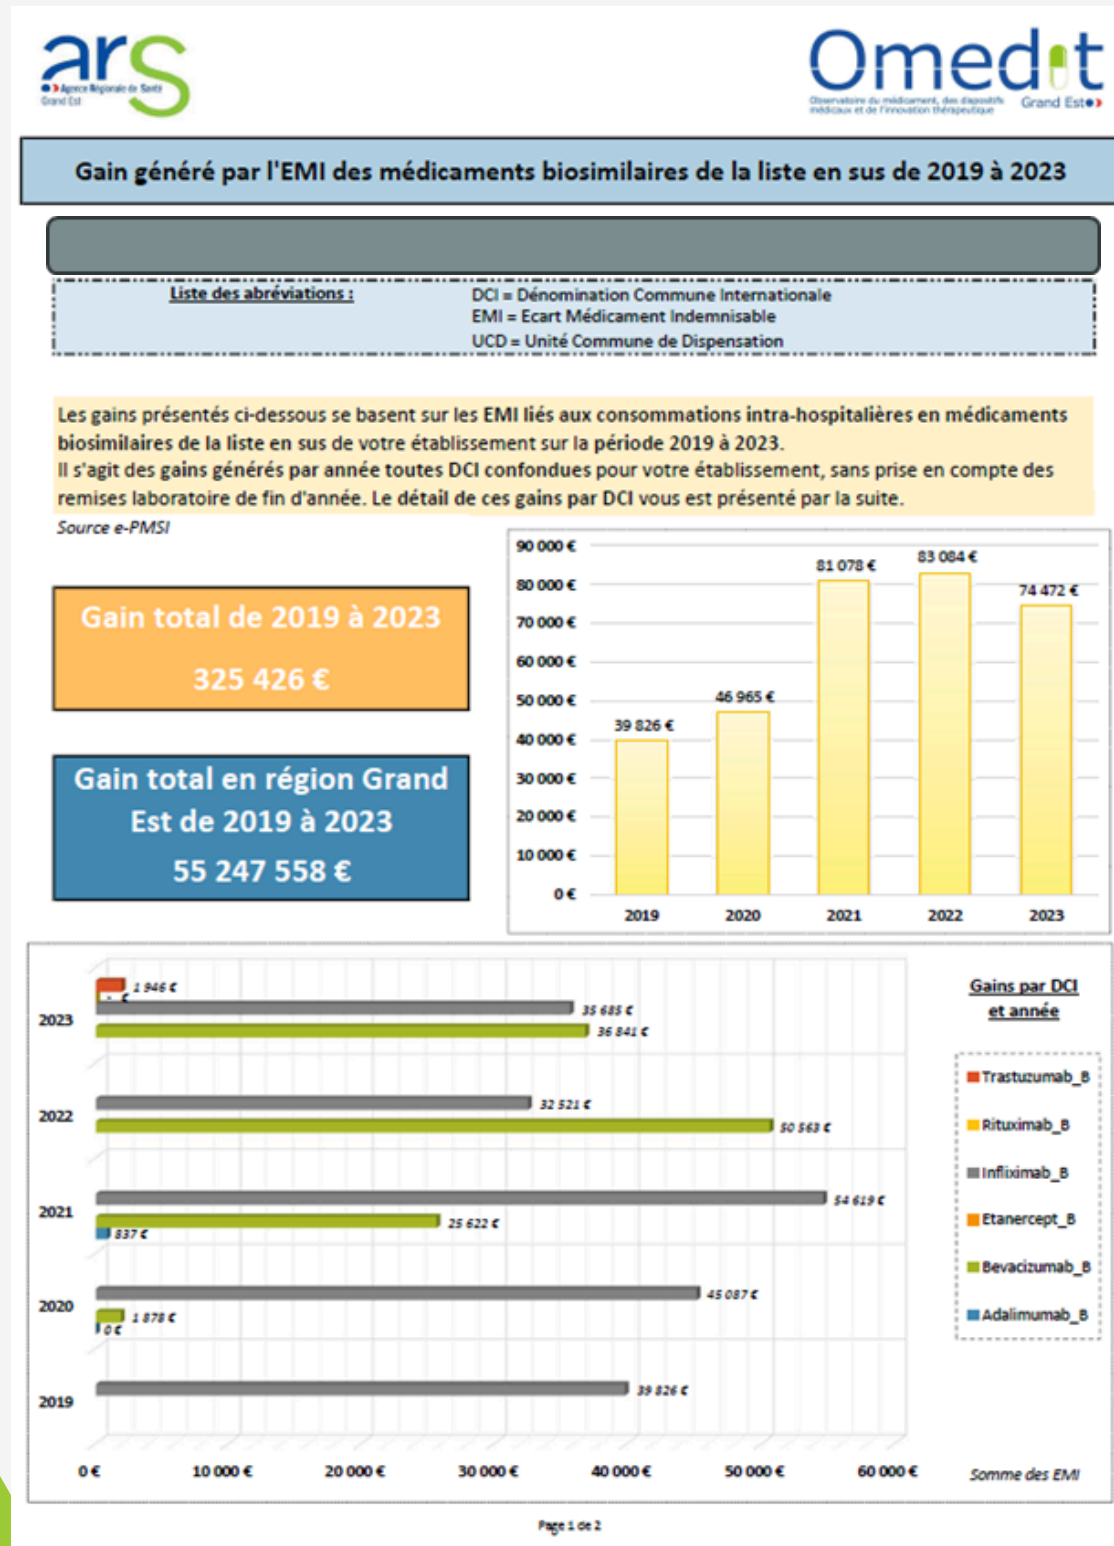 ars
Agence Régionale de Santé
Grand Est
Omedit
Observatoire du médicament, des dispositifs
médicaux et de l'innovation thérapeutique
Grand Est
Gain généré par l'EMI des médicaments biosimilaires de la liste en sus de 2019 à 2023
Liste des abréviations :
DCI = Dénomination Commune Internationale
EMI = Ecart Médicament Indemnisable
UCD = Unité Commune de Dispensation
Les gains présentés ci-dessous se basent sur les EMI liés aux consommations intra-hospitalières en médicaments
biosimilaires de la liste en sus de votre établissement sur la période 2019 à 2023.
Il s'agit des gains générés par année toutes DCI confondues pour votre établissement, sans prise en compte des
remises laboratoire de fin d'année. Le détail de ces gains par DCI vous est présenté par la suite.
Source e-PMSI
Gain total de 2019 à 2023
325 426 €
Gain total en région Grand
Est de 2019 à 2023
55 247 558 €
90 000 €
80 000 €
70 000 €
60 000 €
50 000 €
40 000 €
30 000 €
20 000 €
10 000 €
0 €
39 826 €
46 965 €
81 078 €
83 084 €
74 472 €
2019 2020 2021 2022 2023
Gains par DCI
et année
Trastuzumab_B
Rituximab_B
Infliximab_B
Etanercept_B
Bevacizumab_B
Adalimumab_B
2023
1 946 €
- €
35 685 €
36 841 €
2022
32 521 €
50 563 €
2021
54 619 €
25 622 €
837 €
2020
45 087 €
1 878 €
0 €
2019
39 826 €
0 € 10 000 € 20 000 € 30 000 € 40 000 € 50 000 € 60 000 €
Somme des EMI
Page 1 de 2